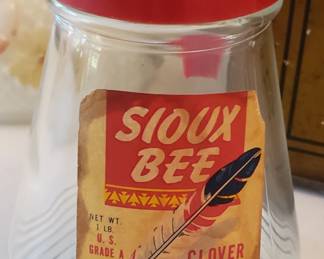 SIOUX
BEE
NET WT.
1 LB.
U. S.
GRADE A
CLOVER